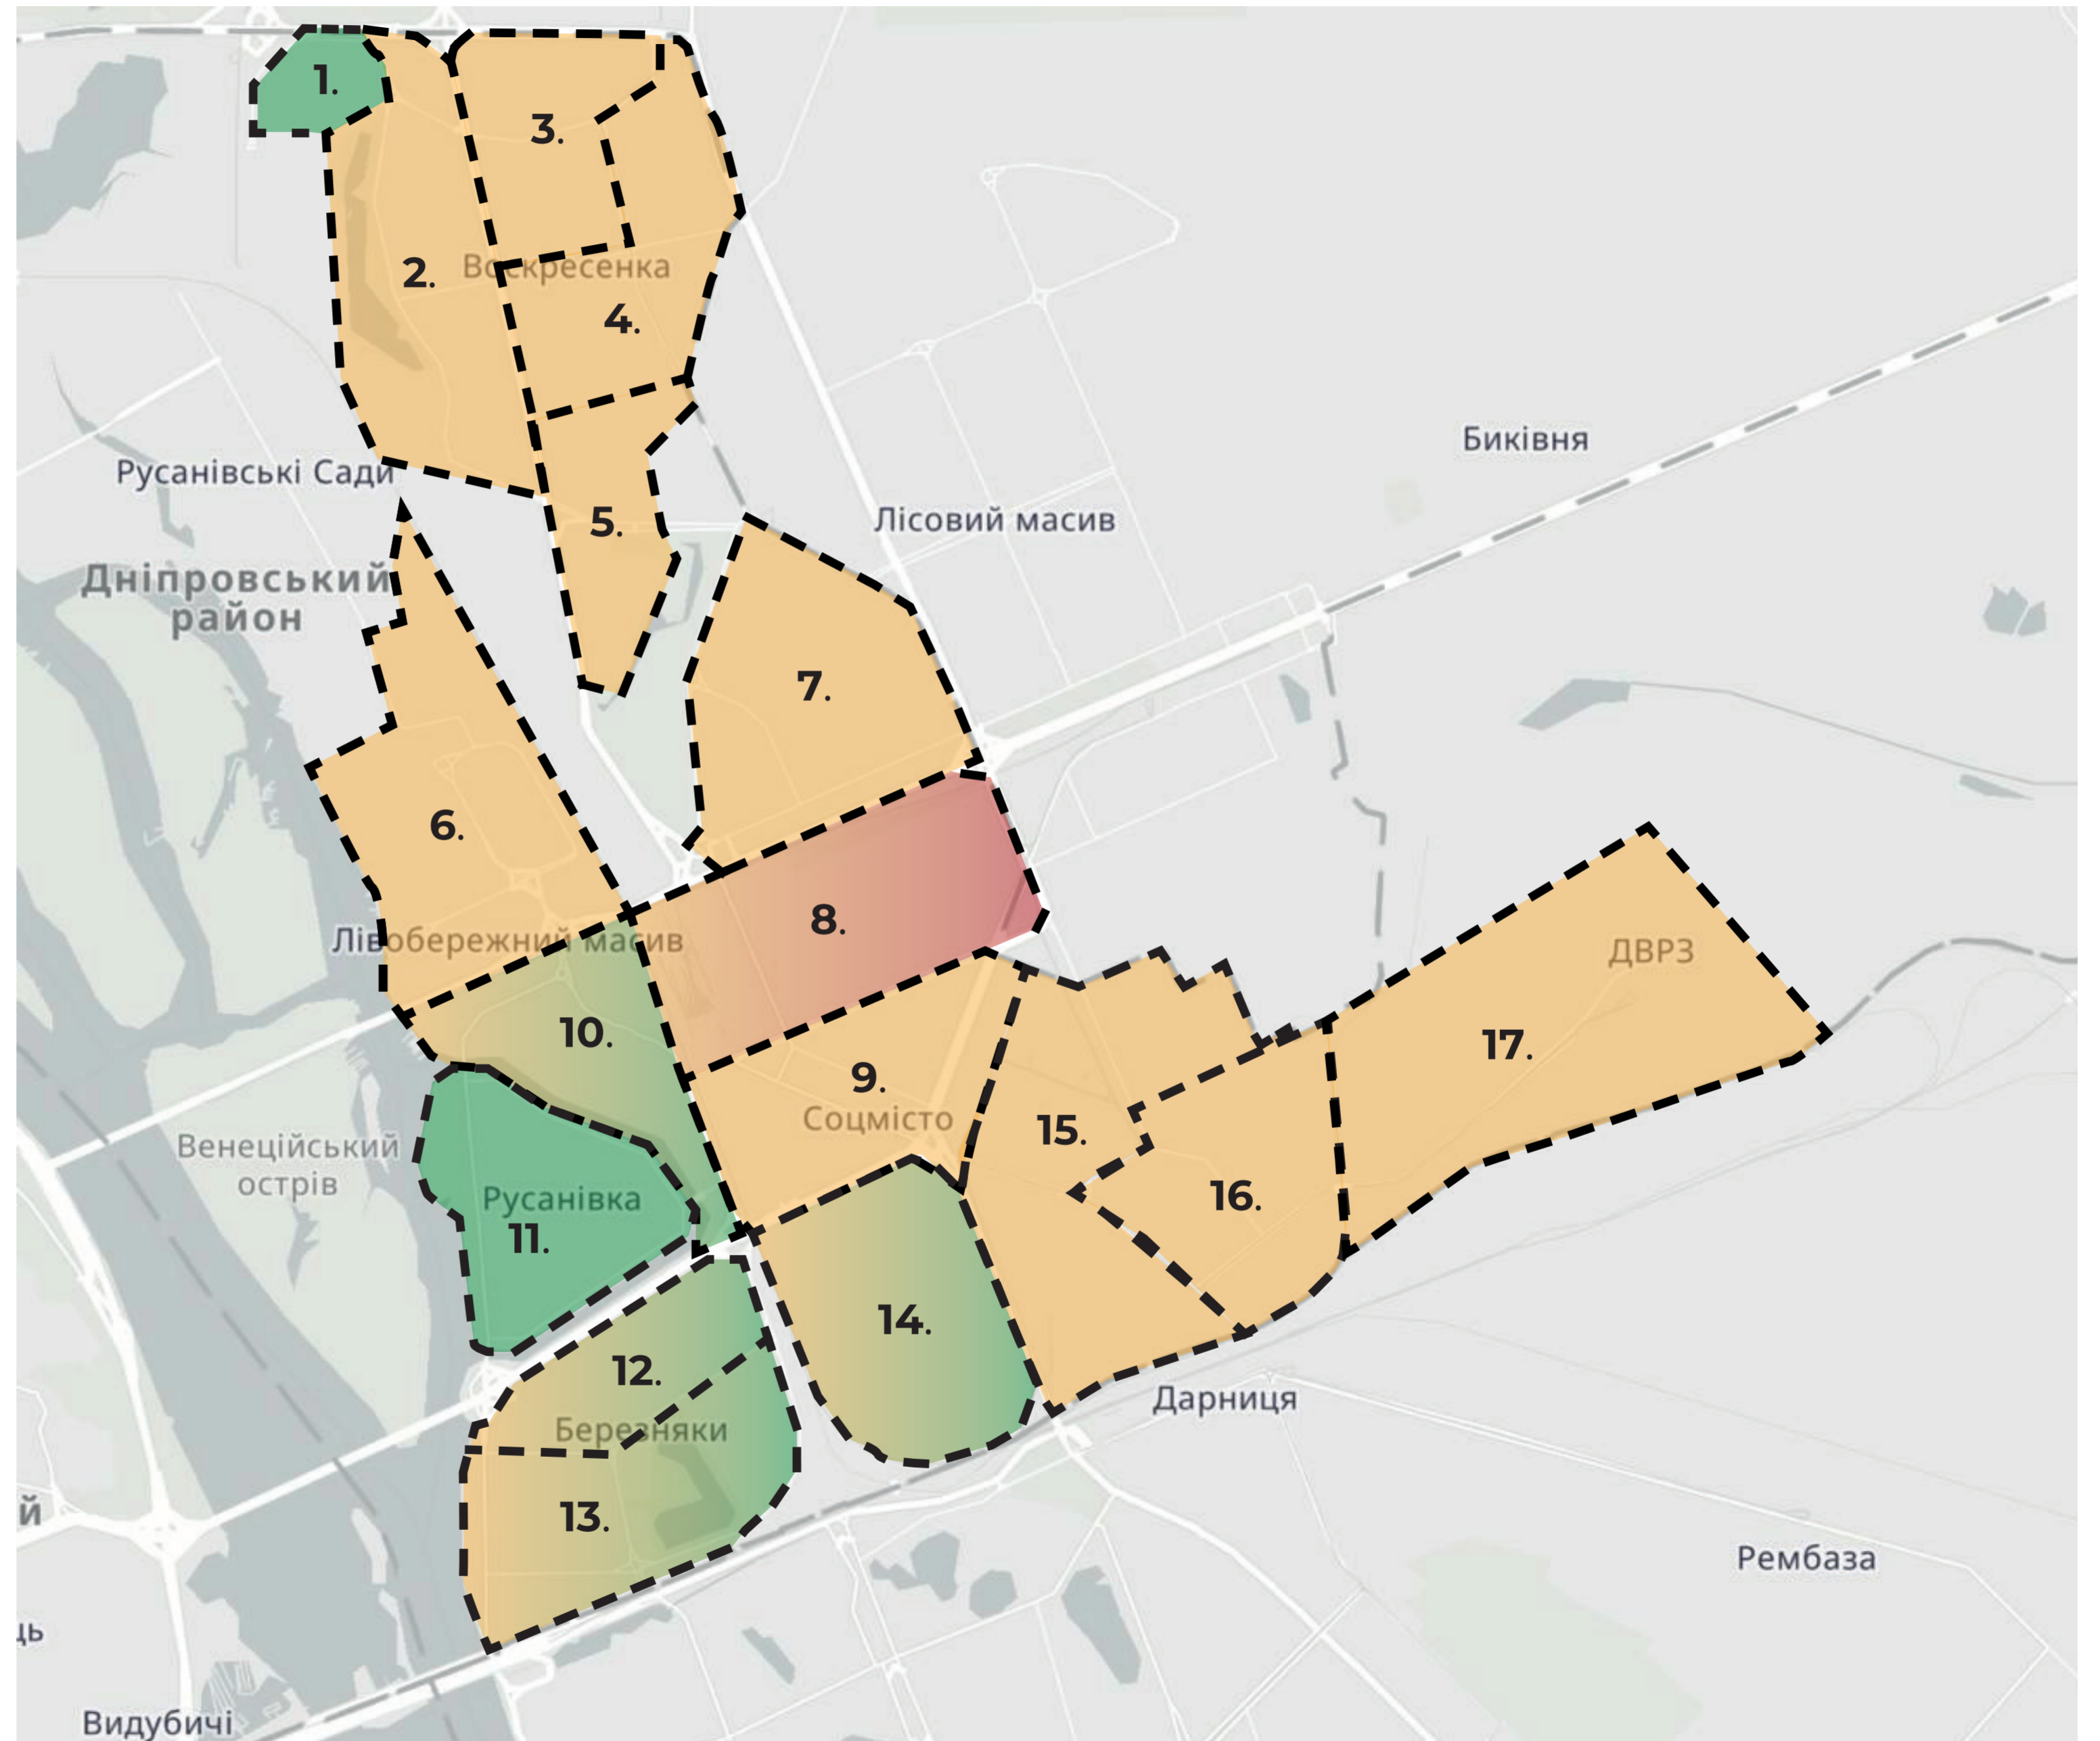 1.
3.
2.
Воскресенка
4.
Биківня
Русанівські Сади
5.
Лісовий масив
Дніпровський
район
7.
6.
8.
Лівобережний масив
ДВРЗ
10.
17.
9.
Соцмісто
15.
Венеційський
острів
Русанівка
16.
11.
14.
12.
Дарниця
Березняки
й
13.
Рембаза
ць
Видубичі